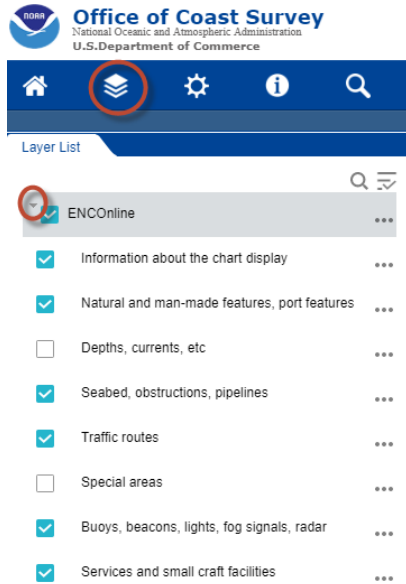 NOAA
Office of Coast Survey
National Oceanic and Atmospheric Administration
U.S.Department of Commerce
Layer List
ENCOnline
Information about the chart display
Natural and man-made features, port features
Depths, currents, etc
Seabed, obstructions, pipelines
Traffic routes
Special areas
Buoys, beacons, lights, fog signals, radar
Services and small craft facilities